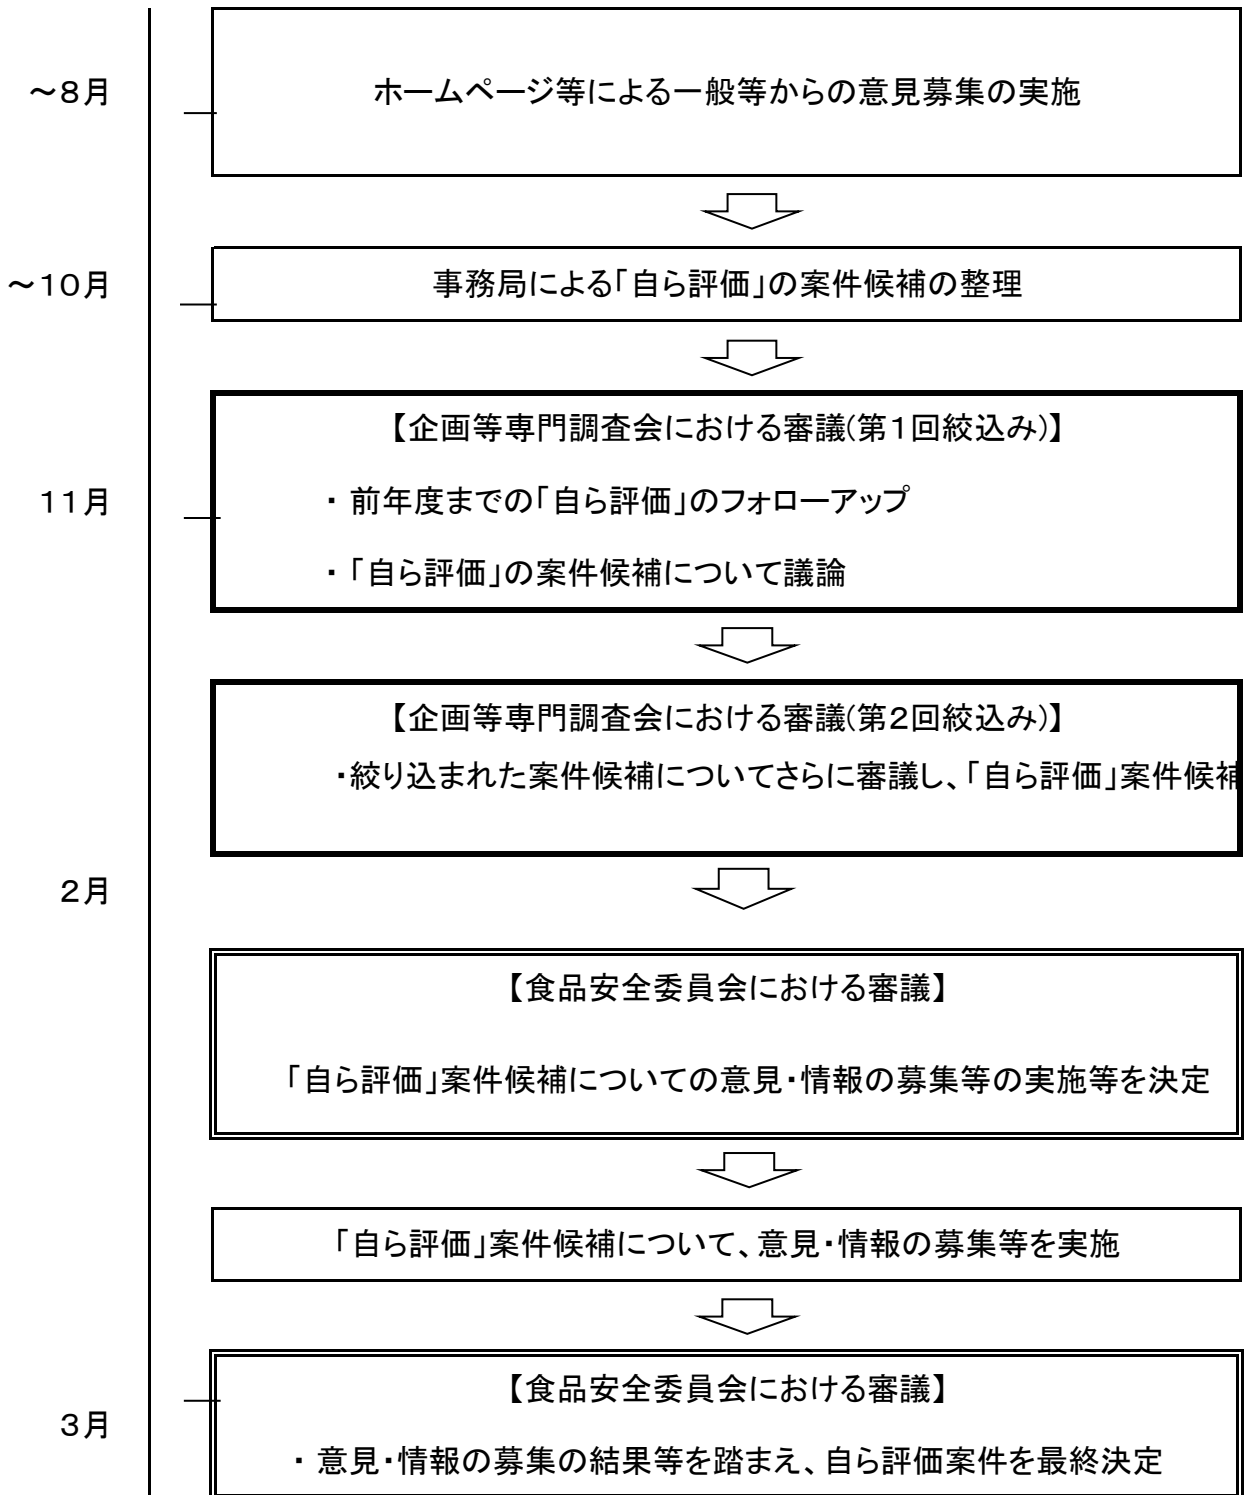 ～8月
ホームページ等による一般等からの意見募集の実施
～10月
事務局による「自ら評価」の案件候補の整理
【企画等専門調査会における審議(第1回絞込み)】
11月
・ 前年度までの「自ら評価」のフォローアップ
・ 「自ら評価」の案件候補について議論
【企画等専門調査会における審議(第2回絞込み)】
・絞り込まれた案件候補についてさらに審議し、「自ら評価」案件候補
2月
【食品安全委員会における審議】
「自ら評価」案件候補についての意見・情報の募集等の実施等を決定
「自ら評価」案件候補について、意見・情報の募集等を実施
【食品安全委員会における審議】
3月
・ 意見・情報の募集の結果等を踏まえ、自ら評価案件を最終決定